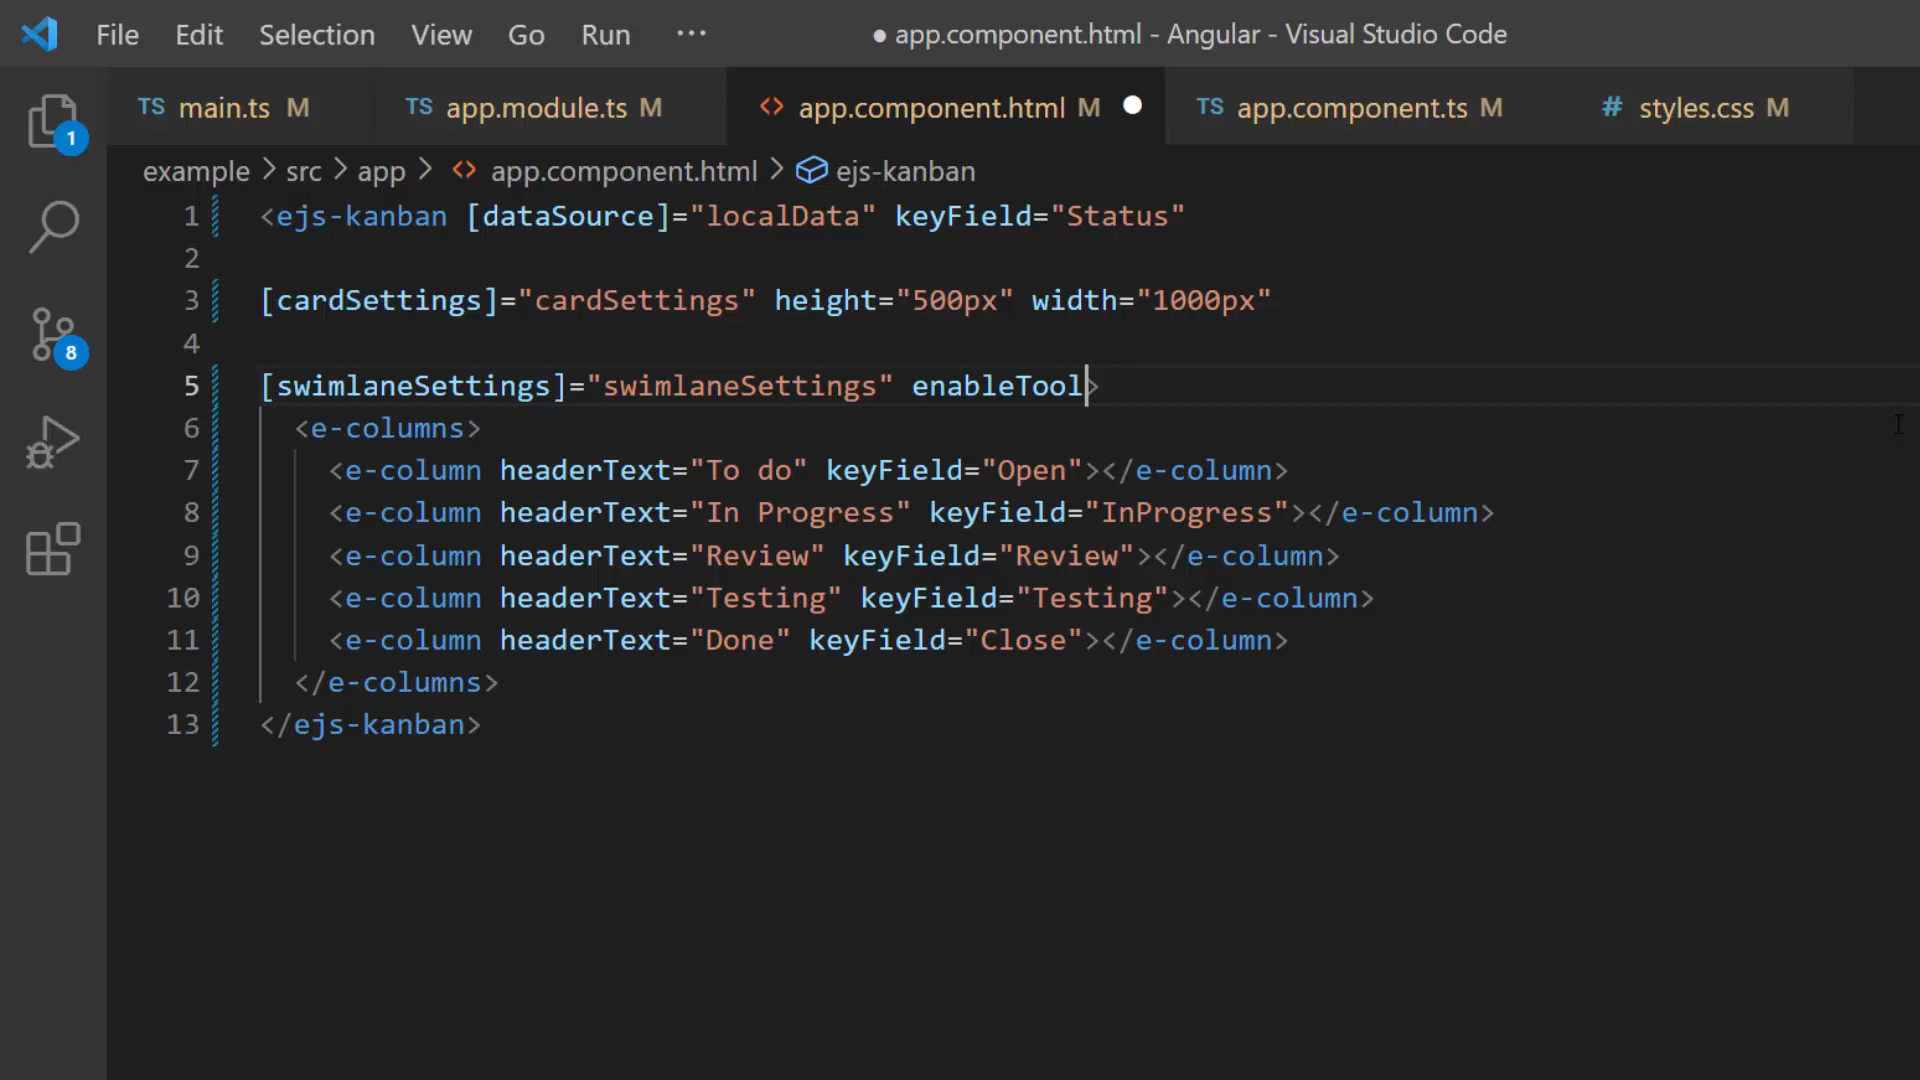 File Edit Selection View Go Run ··· ● app.component.html - Angular - Visual Studio Code
TS main.ts M TS app.module.ts M <> app.component.html M ● TS app.component.ts M # styles.css M
1
example > src > app > <> app.component.html > ejs-kanban
1 <ejs-kanban [dataSource]="localData" keyField="Status"
2
3 [cardSettings]="cardSettings" height="500px" width="1000px"
4
8
5 [swimlaneSettings]="swimlaneSettings" enableTool>
6 <e-columns>
7 <e-column headerText="To do" keyField="Open"></e-column>
8 <e-column headerText="In Progress" keyField="InProgress"></e-column>
9 <e-column headerText="Review" keyField="Review"></e-column>
10 <e-column headerText="Testing" keyField="Testing"></e-column>
11 <e-column headerText="Done" keyField="Close"></e-column>
12 </e-columns>
13 </ejs-kanban>